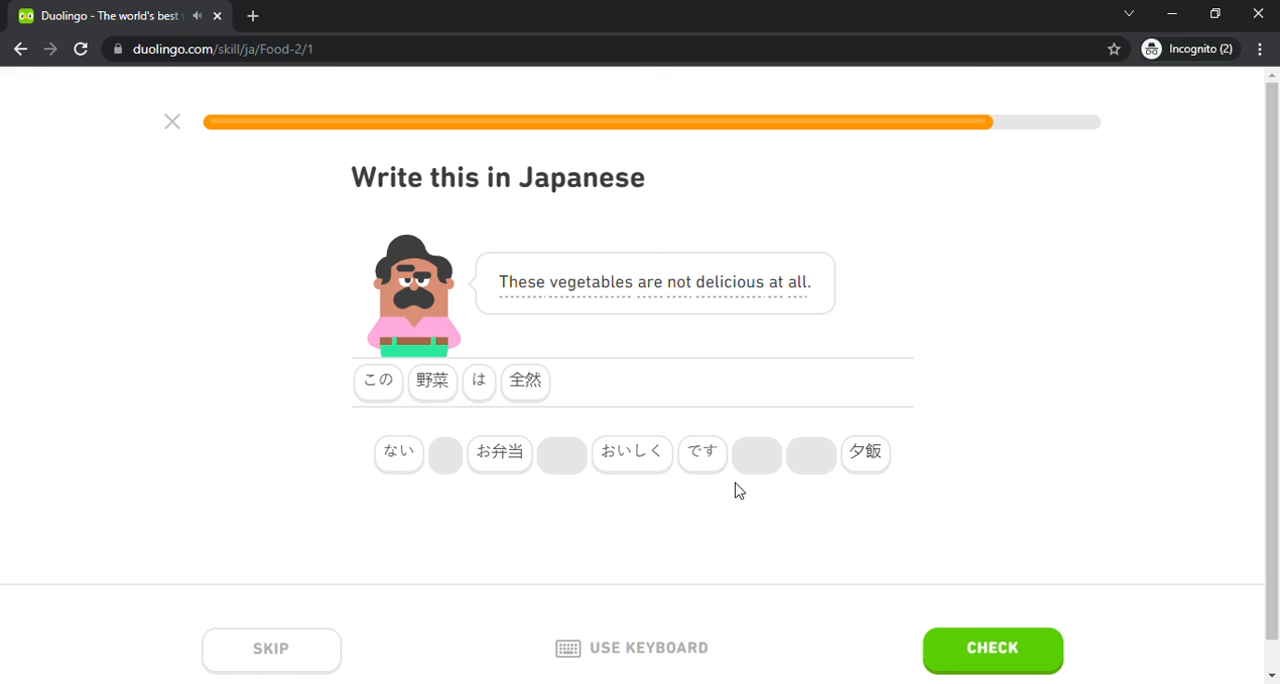 Duolingo - The world's best
duolingo.com/skill/ja/Food-2/1
Incognito (2)
Write this in Japanese
These vegetables are not delicious at all.
この 野菜 は 全然
ない お弁当 おいしく です 夕飯
SKIP
USE KEYBOARD
CHECK